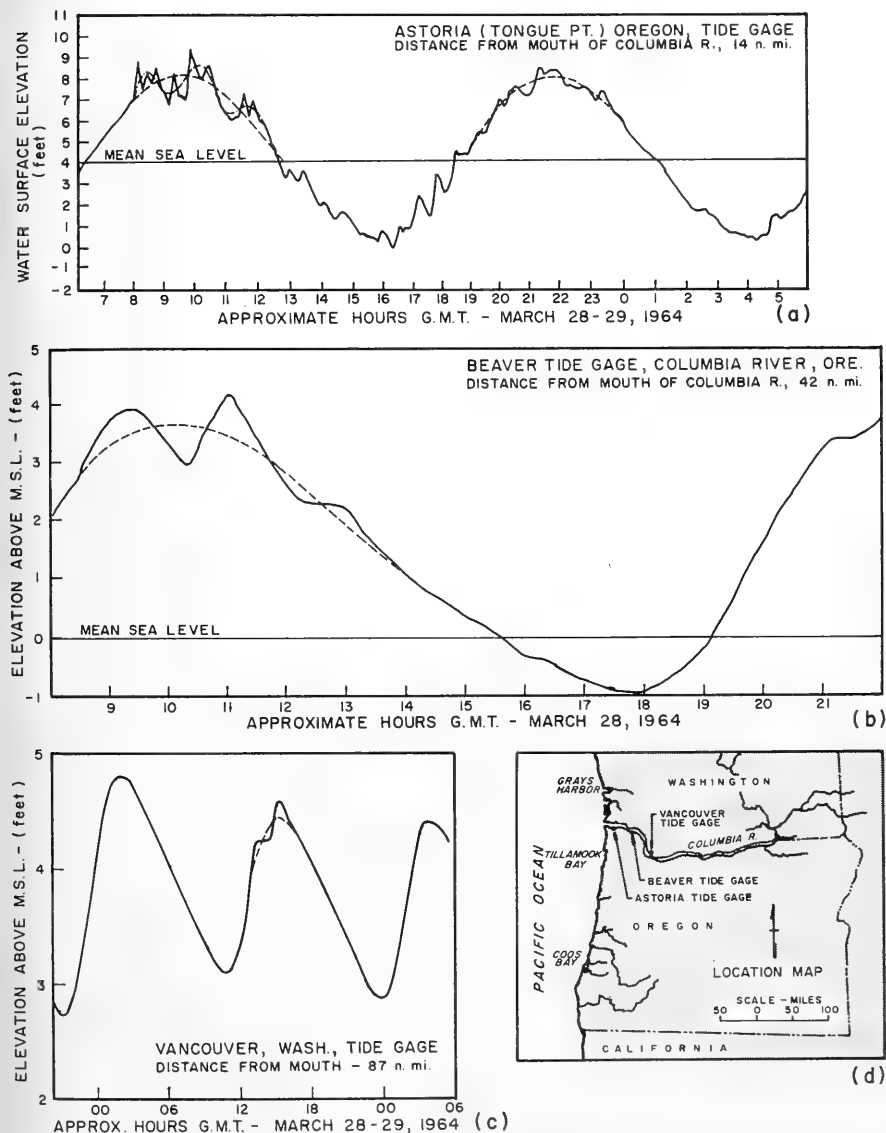 ASTORIA (TONGUE PT.) OREGON, TIDE GAGE
DISTANCE FROM MOUTH OF COLUMBIA R., 14 n. mi.
WATER SURFACE ELEVATION
(feet)
11
10
9
8
7
6
5
4
3
2
1
0
-1
-2
MEAN SEA LEVEL
7 8 9 10 11 12 13 14 15 16 17 18 19 20 21 22 23 0 1 2 3 4 5
APPROXIMATE HOURS G.M.T. - MARCH 28-29, 1964
(a)
BEAVER TIDE GAGE, COLUMBIA RIVER, ORE.
DISTANCE FROM MOUTH OF COLUMBIA R., 42 n. mi.
ELEVATION ABOVE M.S.L. - (feet)
5
4
3
2
1
0
-1
MEAN SEA LEVEL
9 10 11 12 13 14 15 16 17 18 19 20 21
APPROXIMATE HOURS G.M.T. - MARCH 28, 1964
(b)
ELEVATION ABOVE M.S.L. - (feet)
5
4
3
2
VANCOUVER, WASH., TIDE GAGE
DISTANCE FROM MOUTH - 87 n. mi.
00 06 12 18 00 06
APPROX. HOURS G.M.T. - MARCH 28-29, 1964
(c)
GRAYS HARBOR
WASHINGTON
VANCOUVER TIDE GAGE
COLUMBIA R.
TILLAMOOK BAY
BEAVER TIDE GAGE
ASTORIA TIDE GAGE
PACIFIC OCEAN
OREGON
COOS BAY
LOCATION MAP
SCALE - MILES
50 0 50 100
CALIFORNIA
(d)